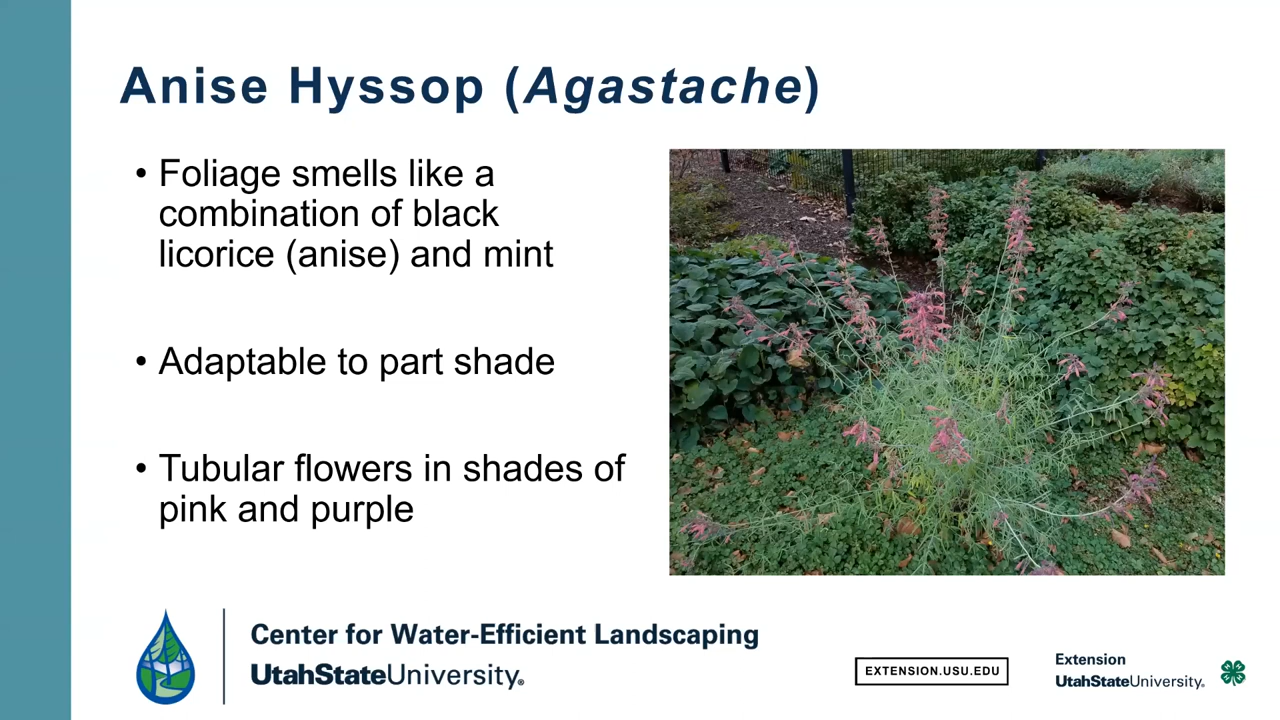 Anise Hyssop (Agastache)
• Foliage smells like a
combination of black
licorice (anise) and mint
• Adaptable to part shade
• Tubular flowers in shades of
pink and purple
Center for Water-Efficient Landscaping
UtahStateUniversity®
EXTENSION.USU.EDU
Extension
UtahStateUniversity®